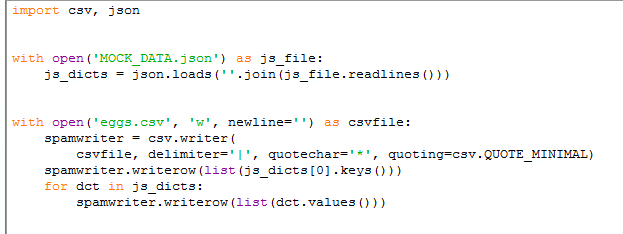 import csv, json
with open('MOCK_DATA.json') as js_file:
    js_dicts = json.loads(''.join(js_file.readlines()))
with open('eggs.csv', 'w', newline='') as csvfile:
    spamwriter = csv.writer(
        csvfile, delimiter='|', quotechar='*', quoting=csv.QUOTE_MINIMAL)
    spamwriter.writerow(list(js_dicts[0].keys()))
    for dct in js_dicts:
        spamwriter.writerow(list(dct.values()))